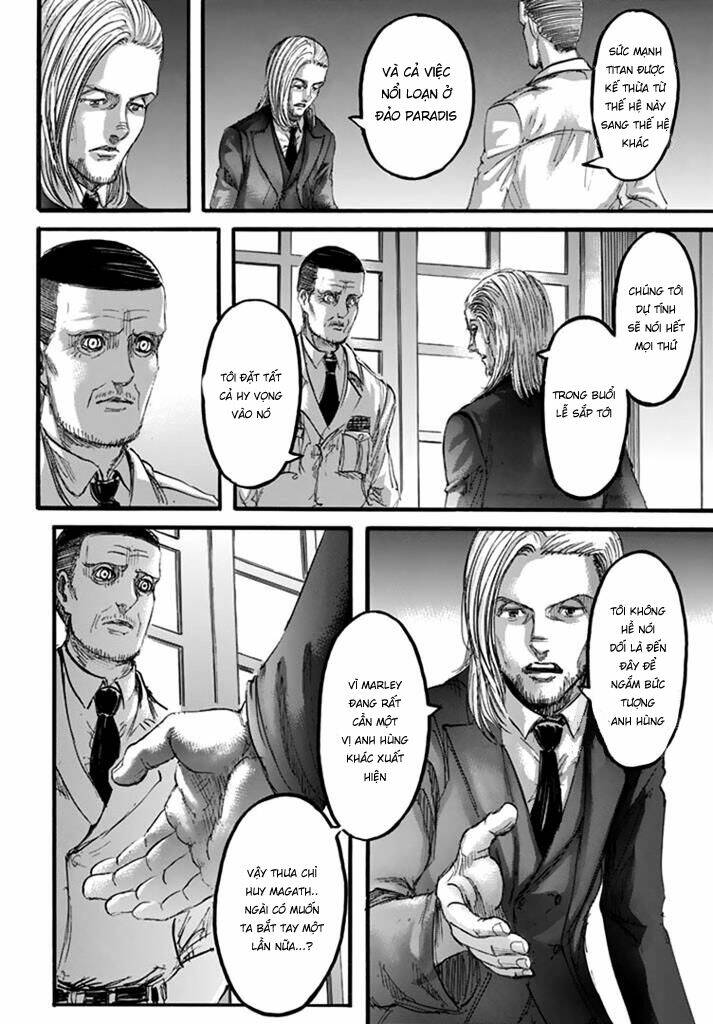 SỨC MẠNH
TITAN ĐƯỢC
KẾ THỪA TỪ
THẾ HỆ NÀY
SANG THẾ HỆ
KHÁC
VÀ CẢ VIỆC
NỔI LOẠN Ở
ĐẢO PARADIS
CHÚNG TÔI
DỰ TÍNH
SẼ NÓI HẾT
MỌI THỨ
TRONG BUỔI
LỄ SẮP TỚI
TÔI ĐẶT TẤT
CẢ HY VỌNG
VÀO NÓ
TÔI KHÔNG
HỀ NÓI
DỐI LÀ ĐẾN
ĐÂY ĐỂ
NGẮM BỨC
TƯỢNG
ANH HÙNG
VÌ MARLEY
ĐANG RẤT
CẦN MỘT
VỊ ANH HÙNG
KHÁC XUẤT
HIỆN
VẬY THƯA CHỈ
HUY MAGATH..
NGÀI CÓ MUỐN
TA BẮT TAY MỘT
LẦN NỮA...?